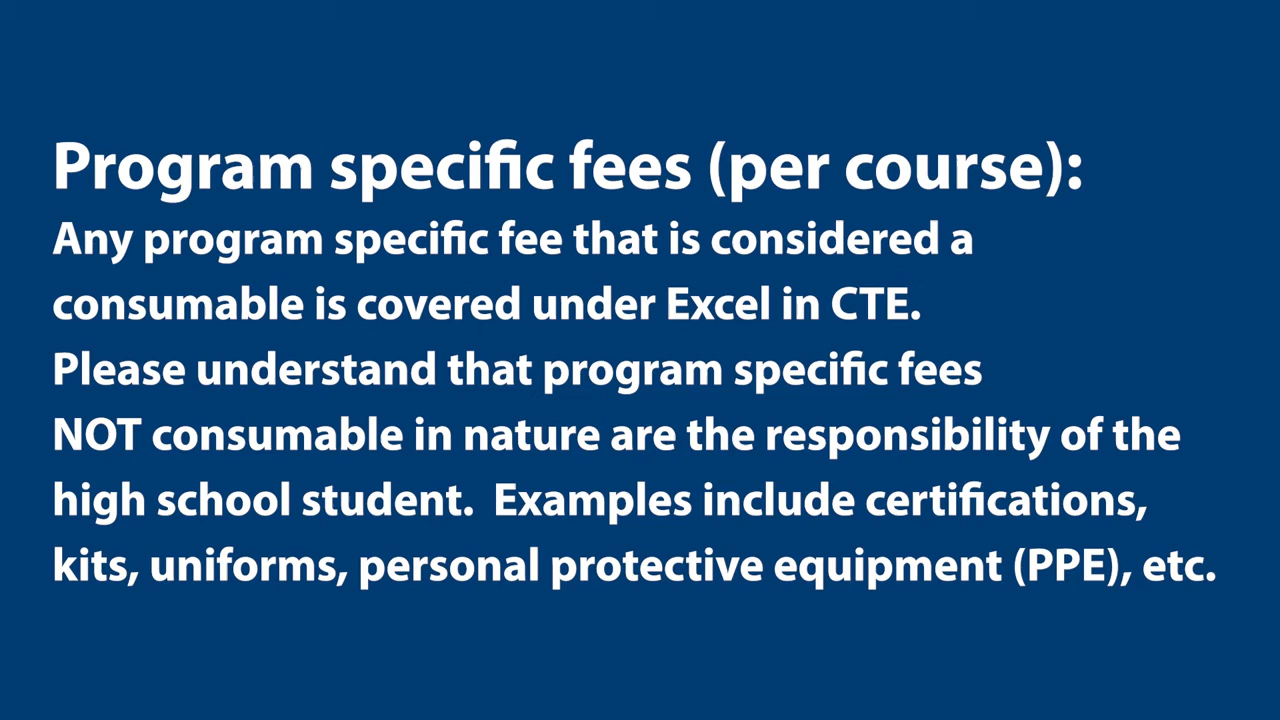 Program specific fees (per course):
Any program specific fee that is considered a
consumable is covered under Excel in CTE.
Please understand that program specific fees
NOT consumable in nature are the responsibility of the
high school student.  Examples include certifications,
kits, uniforms, personal protective equipment (PPE), etc.